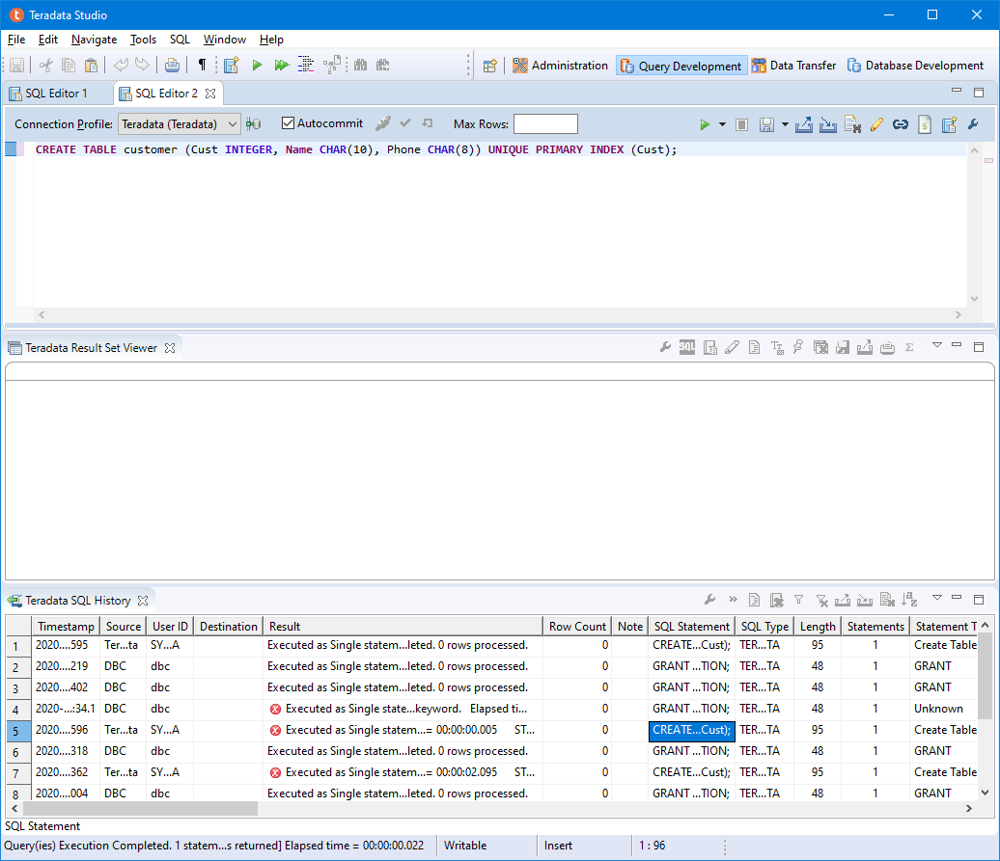 Teradata Studio
File Edit Navigate Tools SQL Window Help
Administration Query Development Data Transfer Database Development
SQL Editor 1 SQL Editor 2
Connection Profile: Teradata (Teradata) Autocommit Max Rows:
CREATE TABLE customer (Cust INTEGER, Name CHAR(10), Phone CHAR(8)) UNIQUE PRIMARY INDEX (Cust);
Teradata Result Set Viewer
SQL
Teradata SQL History
Timestamp Source User ID Destination Result Row Count Note SQL Statement SQL Type Length Statements Statement T
1 2020....595 Ter...ta SY...A Executed as Single statem...leted. 0 rows processed. 0 CREATE...Cust); TER...TA 95 1 Create Table
2 2020....219 DBC dbc Executed as Single statem...leted. 0 rows processed. 0 GRANT ...TION; TER...TA 48 1 GRANT
3 2020....402 DBC dbc Executed as Single statem...leted. 0 rows processed. 0 GRANT ...TION; TER...TA 48 1 GRANT
4 2020-...:34.1 DBC dbc Executed as Single state...keyword. Elapsed ti... 0 GRANT ...TION; TER...TA 48 1 Unknown
5 2020....596 Ter...ta SY...A Executed as Single statem...= 00:00:00.005 ST... 0 CREATE...Cust); TER...TA 95 1 Create Table
6 2020....318 DBC dbc Executed as Single statem...leted. 0 rows processed. 0 GRANT ...TION; TER...TA 48 1 GRANT
7 2020....362 Ter...ta SY...A Executed as Single statem...= 00:00:02.095 ST... 0 CREATE...Cust); TER...TA 95 1 Create Table
8 2020....004 DBC dbc Executed as Single statem...leted. 0 rows processed. 0 GRANT ...TION; TER...TA 48 1 GRANT
SQL Statement
Query(ies) Execution Completed. 1 statem...s returned] Elapsed time = 00:00:00.022 Writable Insert 1 : 96